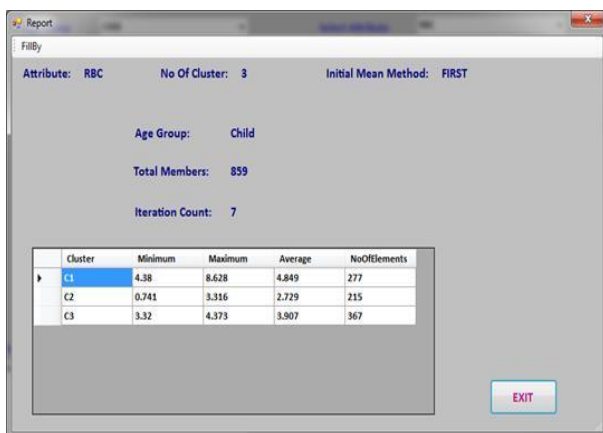 Report
FillBy
Attribute: RBC No Of Cluster: 3 Initial Mean Method: FIRST
Age Group: Child
Total Members: 859
Iteration Count: 7
Cluster Minimum Maximum Average NoOfElements
C1 4.38 8.628 4.849 277
C2 0.741 3.316 2.729 215
C3 3.32 4.373 3.907 367
EXIT